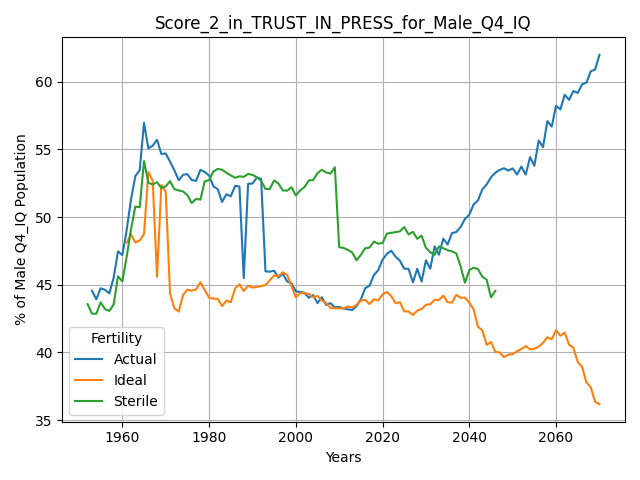 Score_2_in_TRUST_IN_PRESS_for_Male_Q4_IQ
% of Male Q4_IQ Population
60
55
50
45
40
35
Fertility
Actual
Ideal
Sterile
1960 1980 2000 2020 2040 2060
Years